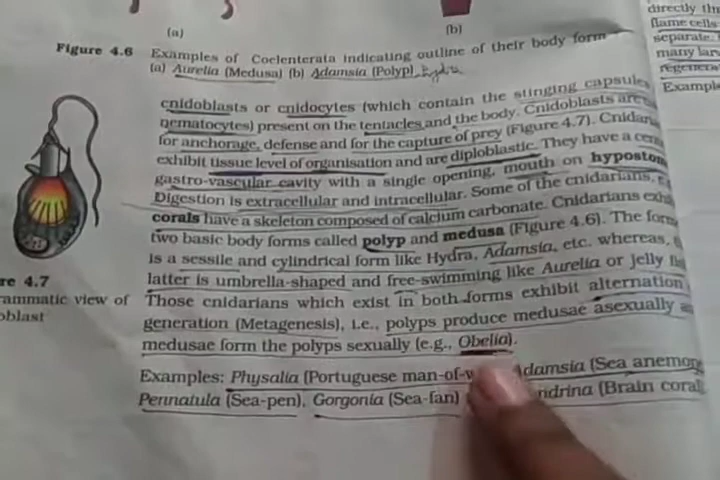 directly thr
flame cells
separate.
many larv
regenera
Exampl
(a)
(b)
Figure 4.6 Examples of Coelenterata indicating outline of their body form
(a) Aurelia (Medusa) (b) Adamsia (Polyp)
cnidoblasts or cnidocytes (which contain the stinging capsules
nematocytes) present on the tentacles and the body. Cnidoblasts are
for anchorage, defense and for the capture of prey (Figure 4.7). Cnidar
exhibit tissue level of organisation and are diploblastic. They have a cen
gastro-vascular cavity with a single opening, mouth on hypostom
Digestion is extracellular and intracellular. Some of the cnidarians,
corals have a skeleton composed of calcium carbonate. Cnidarians exh
two basic body forms called polyp and medusa (Figure 4.6). The form
is a sessile and cylindrical form like Hydra, Adamsia, etc. whereas,
latter is umbrella-shaped and free-swimming like Aurelia or jelly
Those cnidarians which exist in both forms exhibit alternation
generation (Metagenesis), i.e., polyps produce medusae asexually
medusae form the polyps sexually (e.g., Obelia).
Examples: Physalia (Portuguese man-of-w Adamsia (Sea anemon
Pennatula (Sea-pen), Gorgonia (Sea-fan) ndrina (Brain coral
re 4.7
ammatic view of
oblast